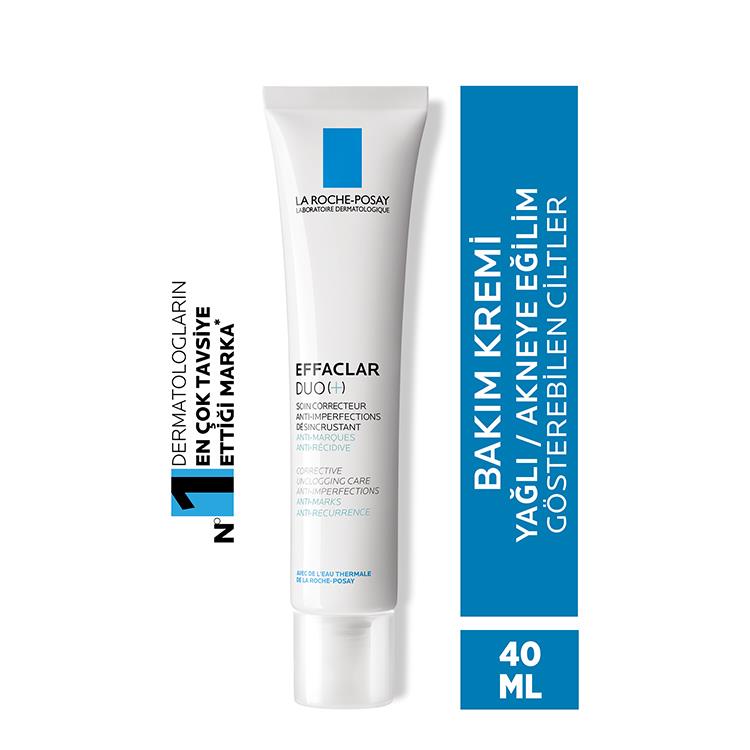 N°1
DERMATOLOGLARIN
EN ÇOK TAVSİYE
ETTİĞİ MARKA*
LA ROCHE-POSAY
LABORATOIRE DERMATOLOGIQUE
EFFACLAR
DUO(+)
SOIN CORRECTEUR
ANTI-IMPERFECTIONS
DÉSINCRUSTANT
ANTI-MARQUES
ANTI-RÉCIDIVE
CORRECTIVE
UNCLOGGING CARE
ANTI-IMPERFECTIONS
ANTI-MARKS
ANTI-RECURRENCE
AVEC DE L'EAU THERMALE
DE LA ROCHE-POSAY
BAKIM KREMİ
YAĞLI / AKNEYE EĞİLİM
GÖSTEREBİLEN CİLTLER
40
ML